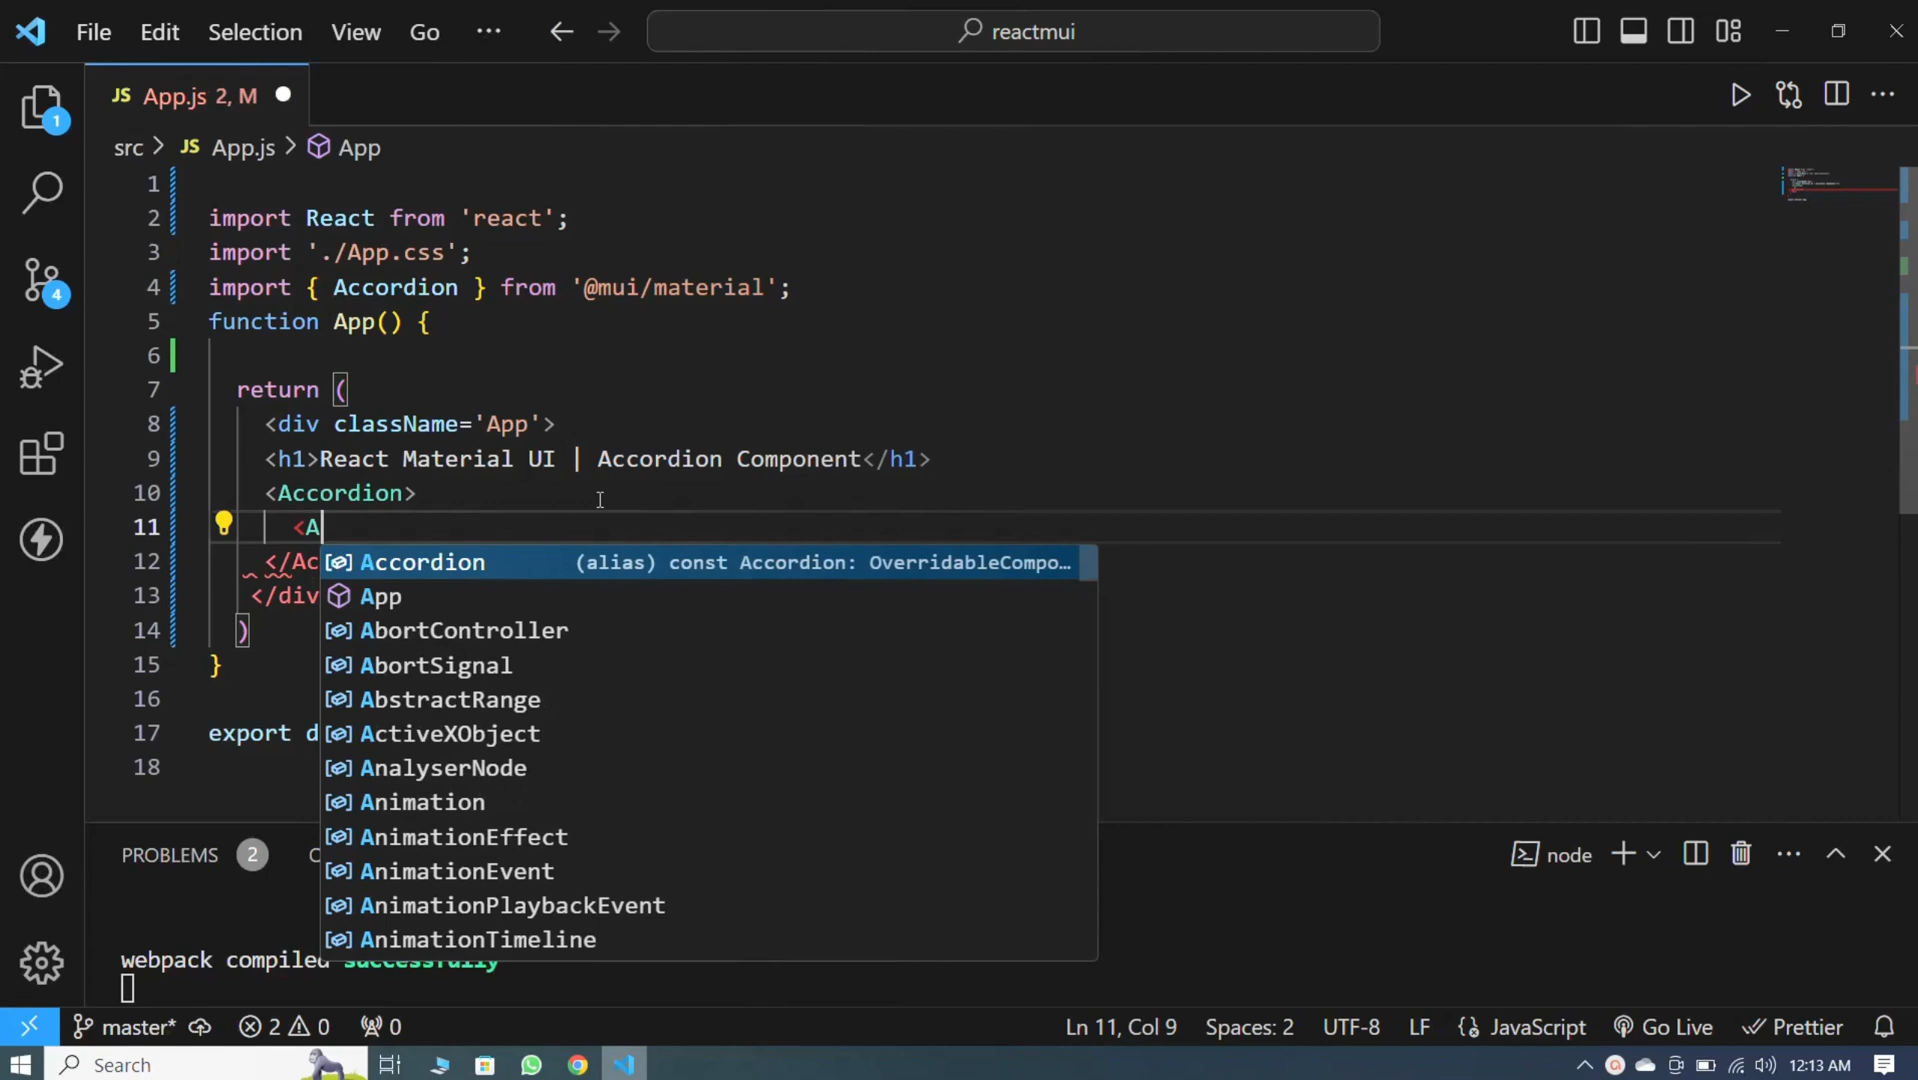 File Edit Selection View Go ··· reactmui
JS App.js 2, M
src > JS App.js > App
1
2 import React from 'react';
3 import './App.css';
4 import { Accordion } from '@mui/material';
5 function App() {
6
7 return (
8 <div className='App'>
9 <h1>React Material UI | Accordion Component</h1>
10 <Accordion>
11 <A
12 </Ac
13 </div
14 )
15 }
16
17 export d
18
Accordion (alias) const Accordion: OverridableCompo…
App
AbortController
AbortSignal
AbstractRange
ActiveXObject
AnalyserNode
Animation
AnimationEffect
AnimationEvent
AnimationPlaybackEvent
AnimationTimeline
1
4
PROBLEMS 2 node
webpack compiled successfully
master* 2 0 0 Ln 11, Col 9 Spaces: 2 UTF-8 LF {} JavaScript Go Live Prettier
Search 12:13 AM